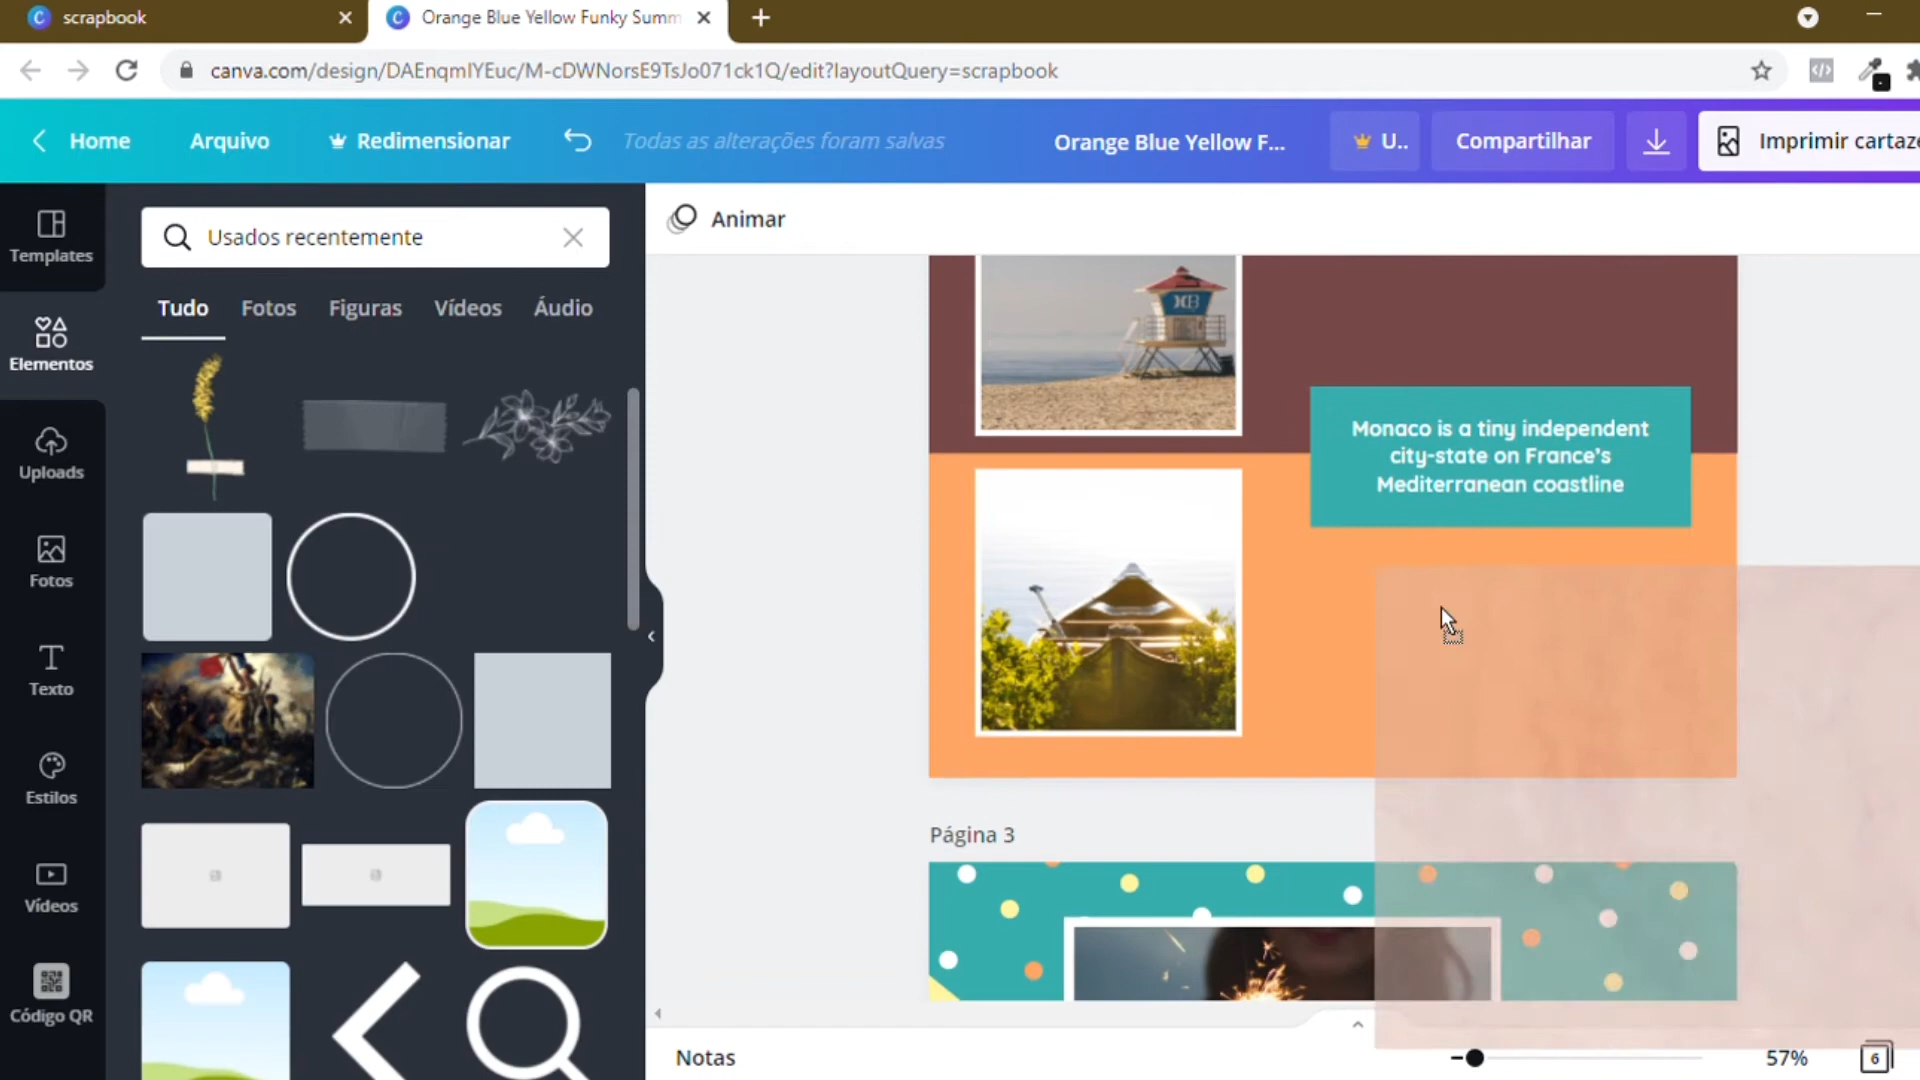 scrapbook
Orange Blue Yellow Funky Summ
canva.com/design/DAEnqmlYEuc/M-cDWNorsE9TsJo071ck1Q/edit?layoutQuery=scrapbook
Home
Arquivo
Redimensionar
Todas as alterações foram salvas
Orange Blue Yellow F...
U..
Compartilhar
Imprimir cartaze
Templates
Elementos
Uploads
Fotos
Texto
Estilos
Vídeos
Código QR
Usados recentemente
Tudo
Fotos
Figuras
Vídeos
Áudio
Animar
Monaco is a tiny independent
city-state on France's
Mediterranean coastline
Página 3
Notas
57%
6